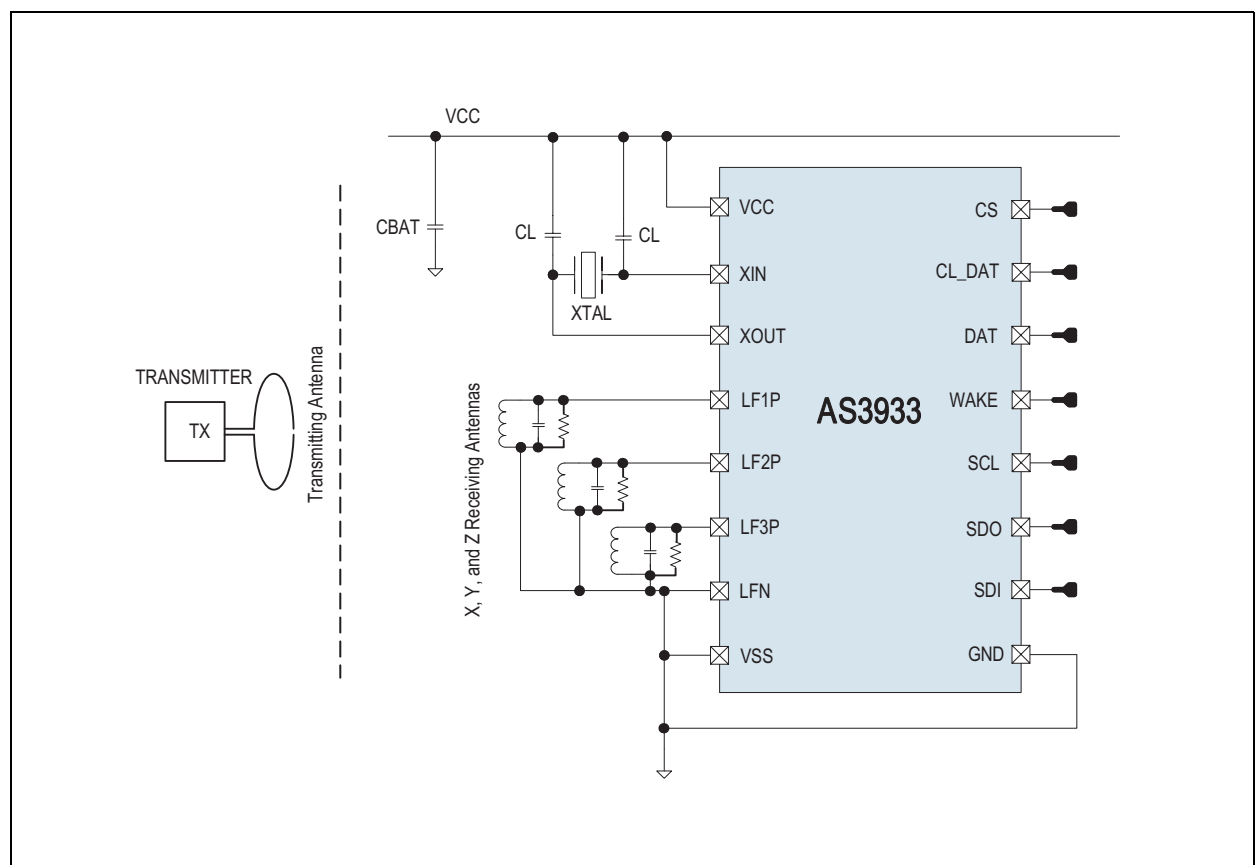 VCC
CBAT
CL
CL
XTAL
TRANSMITTER
TX
Transmitting Antenna
X, Y, and Z Receiving Antennas
AS3933
VCC
XIN
XOUT
LF1P
LF2P
LF3P
LFN
VSS
CS
CL_DAT
DAT
WAKE
SCL
SDO
SDI
GND